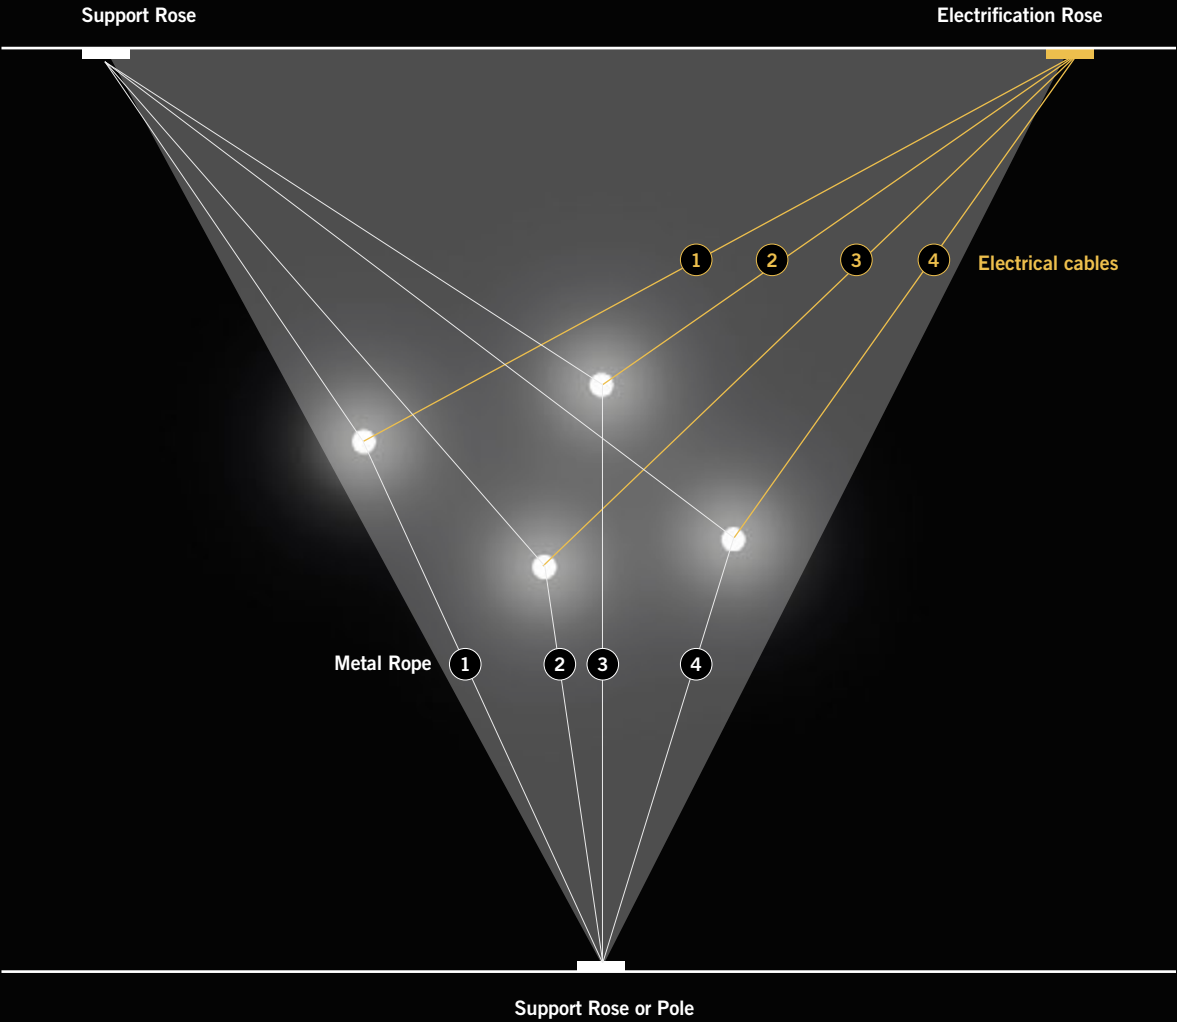 Support Rose
Electrification Rose
1
2
3
4
Electrical cables
Metal Rope
1
2
3
4
Support Rose or Pole